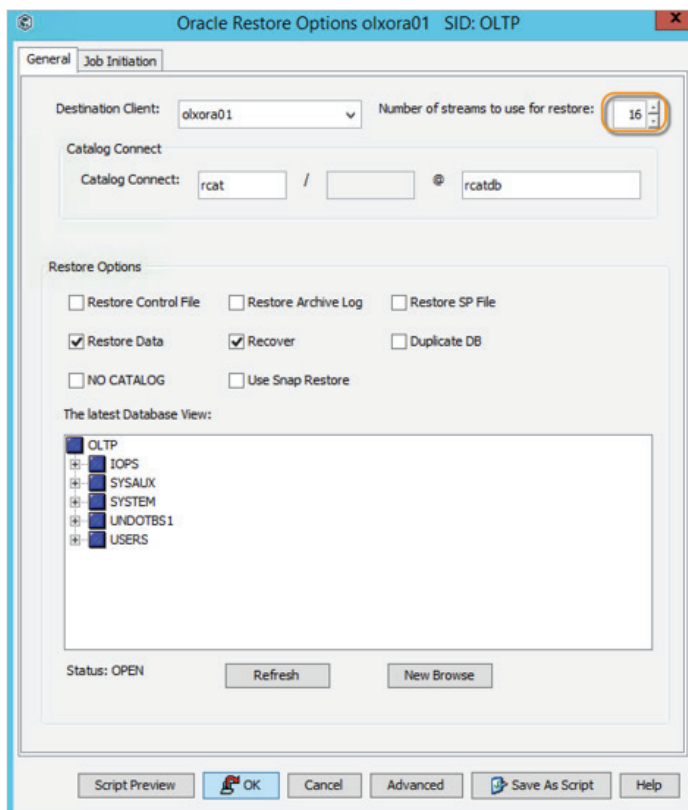 Oracle Restore Options olxora01 SID: OLTP
X
General Job Initiation
Destination Client: olxora01 Number of streams to use for restore: 16
Catalog Connect
Catalog Connect: rcat / @ rcatdb
Restore Options
Restore Control File Restore Archive Log Restore SP File
Restore Data Recover Duplicate DB
NO CATALOG Use Snap Restore
The latest Database View:
OLTP
IOPS
SYSAUX
SYSTEM
UNDOTBS1
USERS
Status: OPEN Refresh New Browse
Script Preview OK Cancel Advanced Save As Script Help